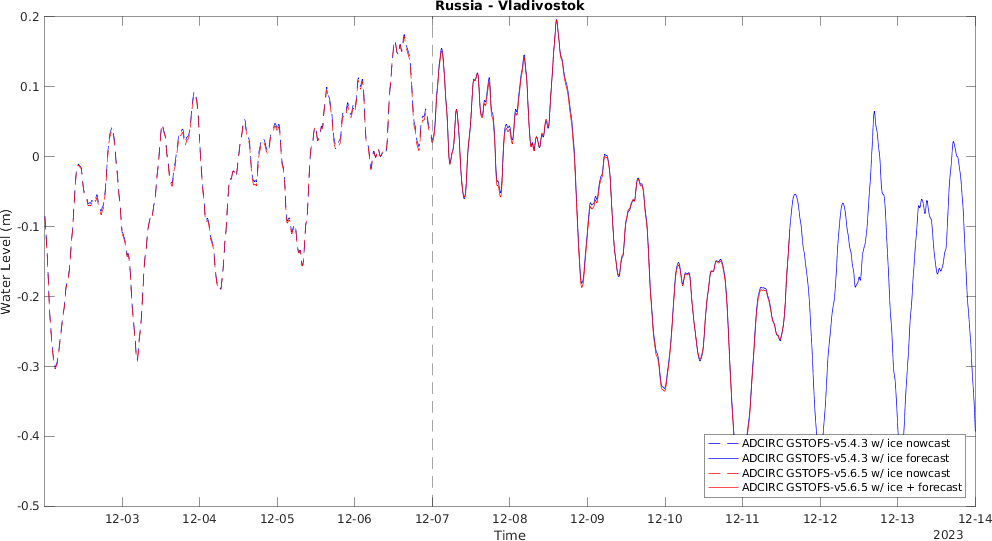 Russia - Vladivostok
Water Level (m)
0.2
0.1
0
-0.1
-0.2
-0.3
-0.4
-0.5
ADCIRC GSTOFS-v5.4.3 w/ ice nowcast
ADCIRC GSTOFS-v5.4.3 w/ ice forecast
ADCIRC GSTOFS-v5.6.5 w/ ice nowcast
ADCIRC GSTOFS-v5.6.5 w/ ice + forecast
12-03 12-04 12-05 12-06 12-07 12-08 12-09 12-10 12-11 12-12 12-13 12-14
Time
2023